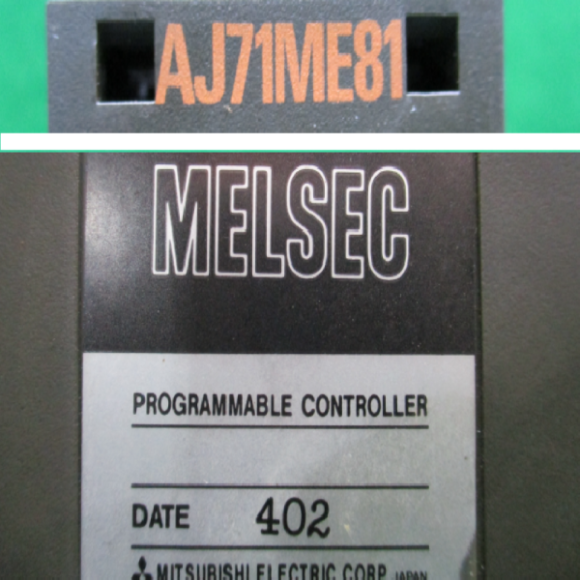 AJ71ME81
MELSEC
PROGRAMMABLE CONTROLLER
DATE 402
MITSUBISHI ELECTRIC CORP JAPAN